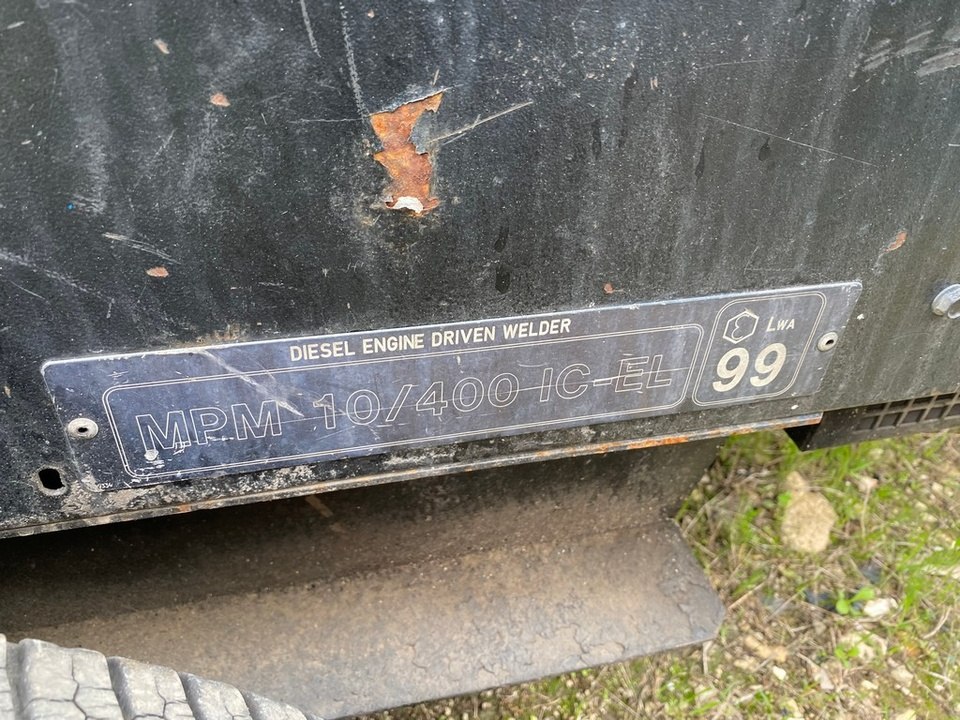 DIESEL ENGINE DRIVEN WELDER
MPM 10/400 IC-EL
LWA
99